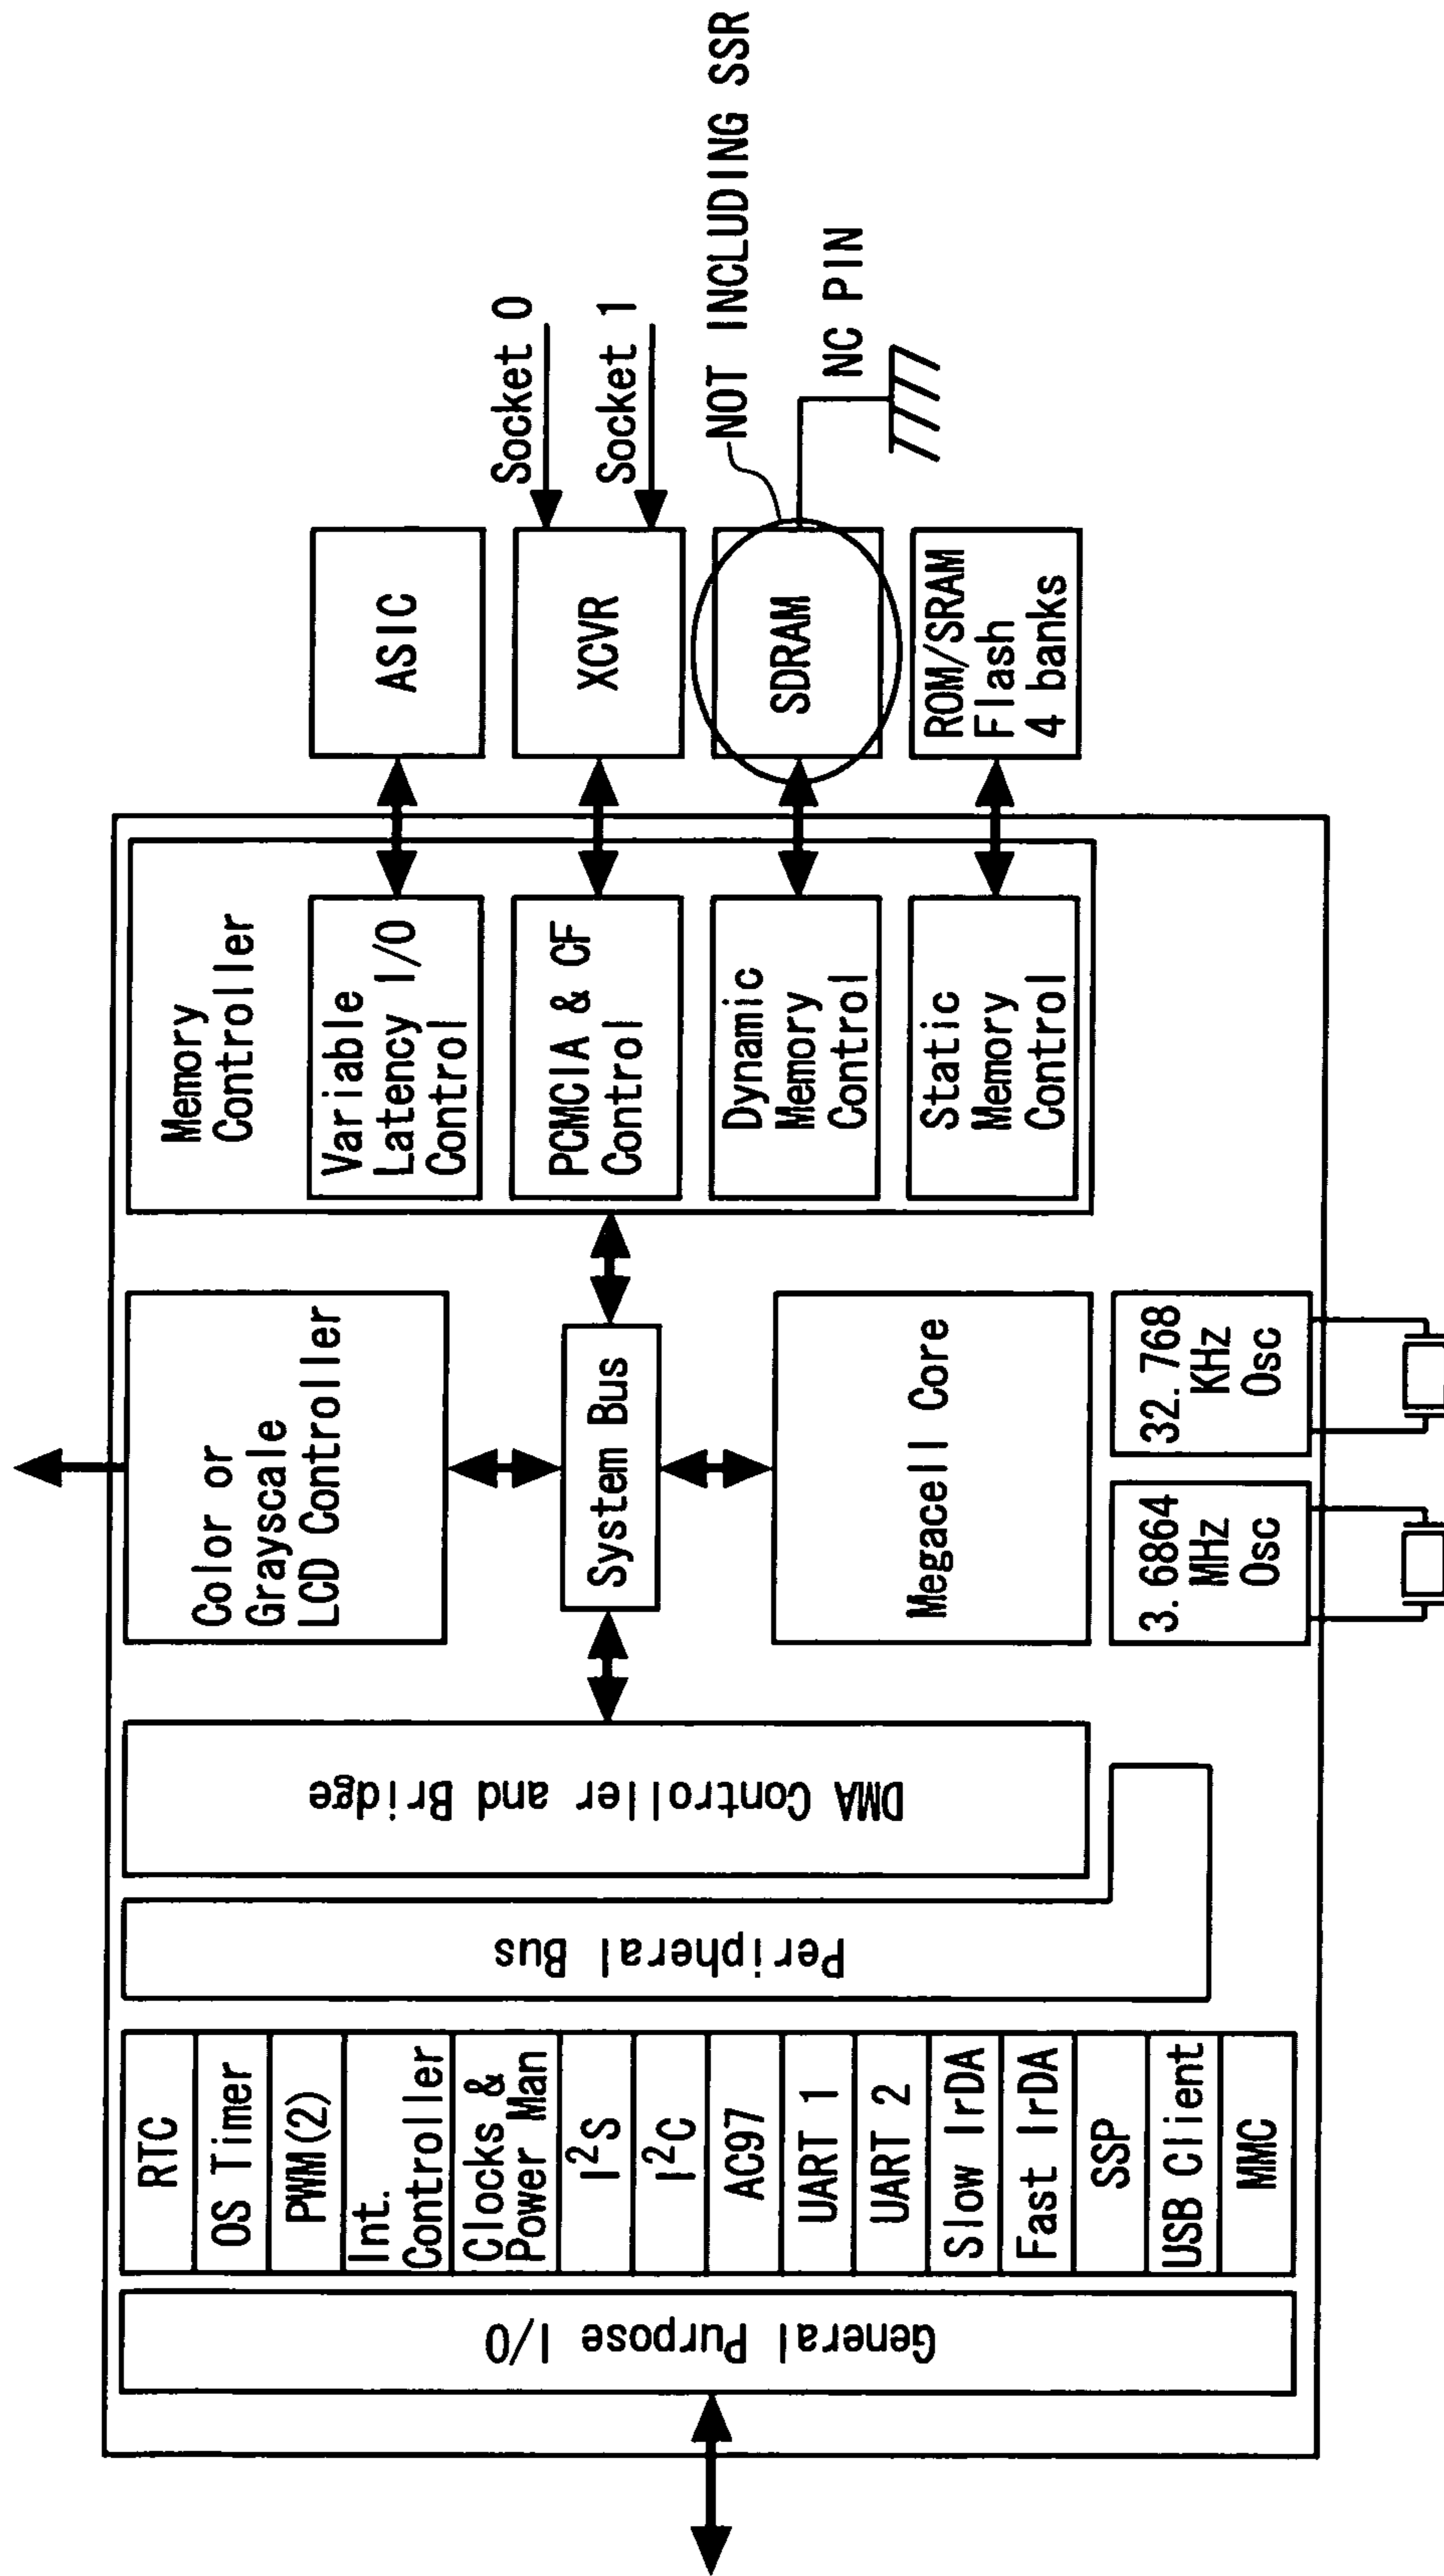 General Purpose I/O
RTC
OS Timer
PWM(2)
Int.
Controller
Clocks &
Power Man
I²S
I²C
AC97
UART 1
UART 2
Slow IrDA
Fast IrDA
SSP
USB Client
MMC
Peripheral Bus
DMA Controller and Bridge
Color or
Grayscale
LCD Controller
System Bus
Megacell Core
3.6864
MHz
Osc
32.768
KHz
Osc
Memory
Controller
Variable
Latency I/O
Control
PCMCIA & CF
Control
Dynamic
Memory
Control
Static
Memory
Control
ASIC
XCVR
SDRAM
ROM/SRAM
Flash
4 banks
Socket 0
Socket 1
NOT INCLUDING SSR
NC PIN